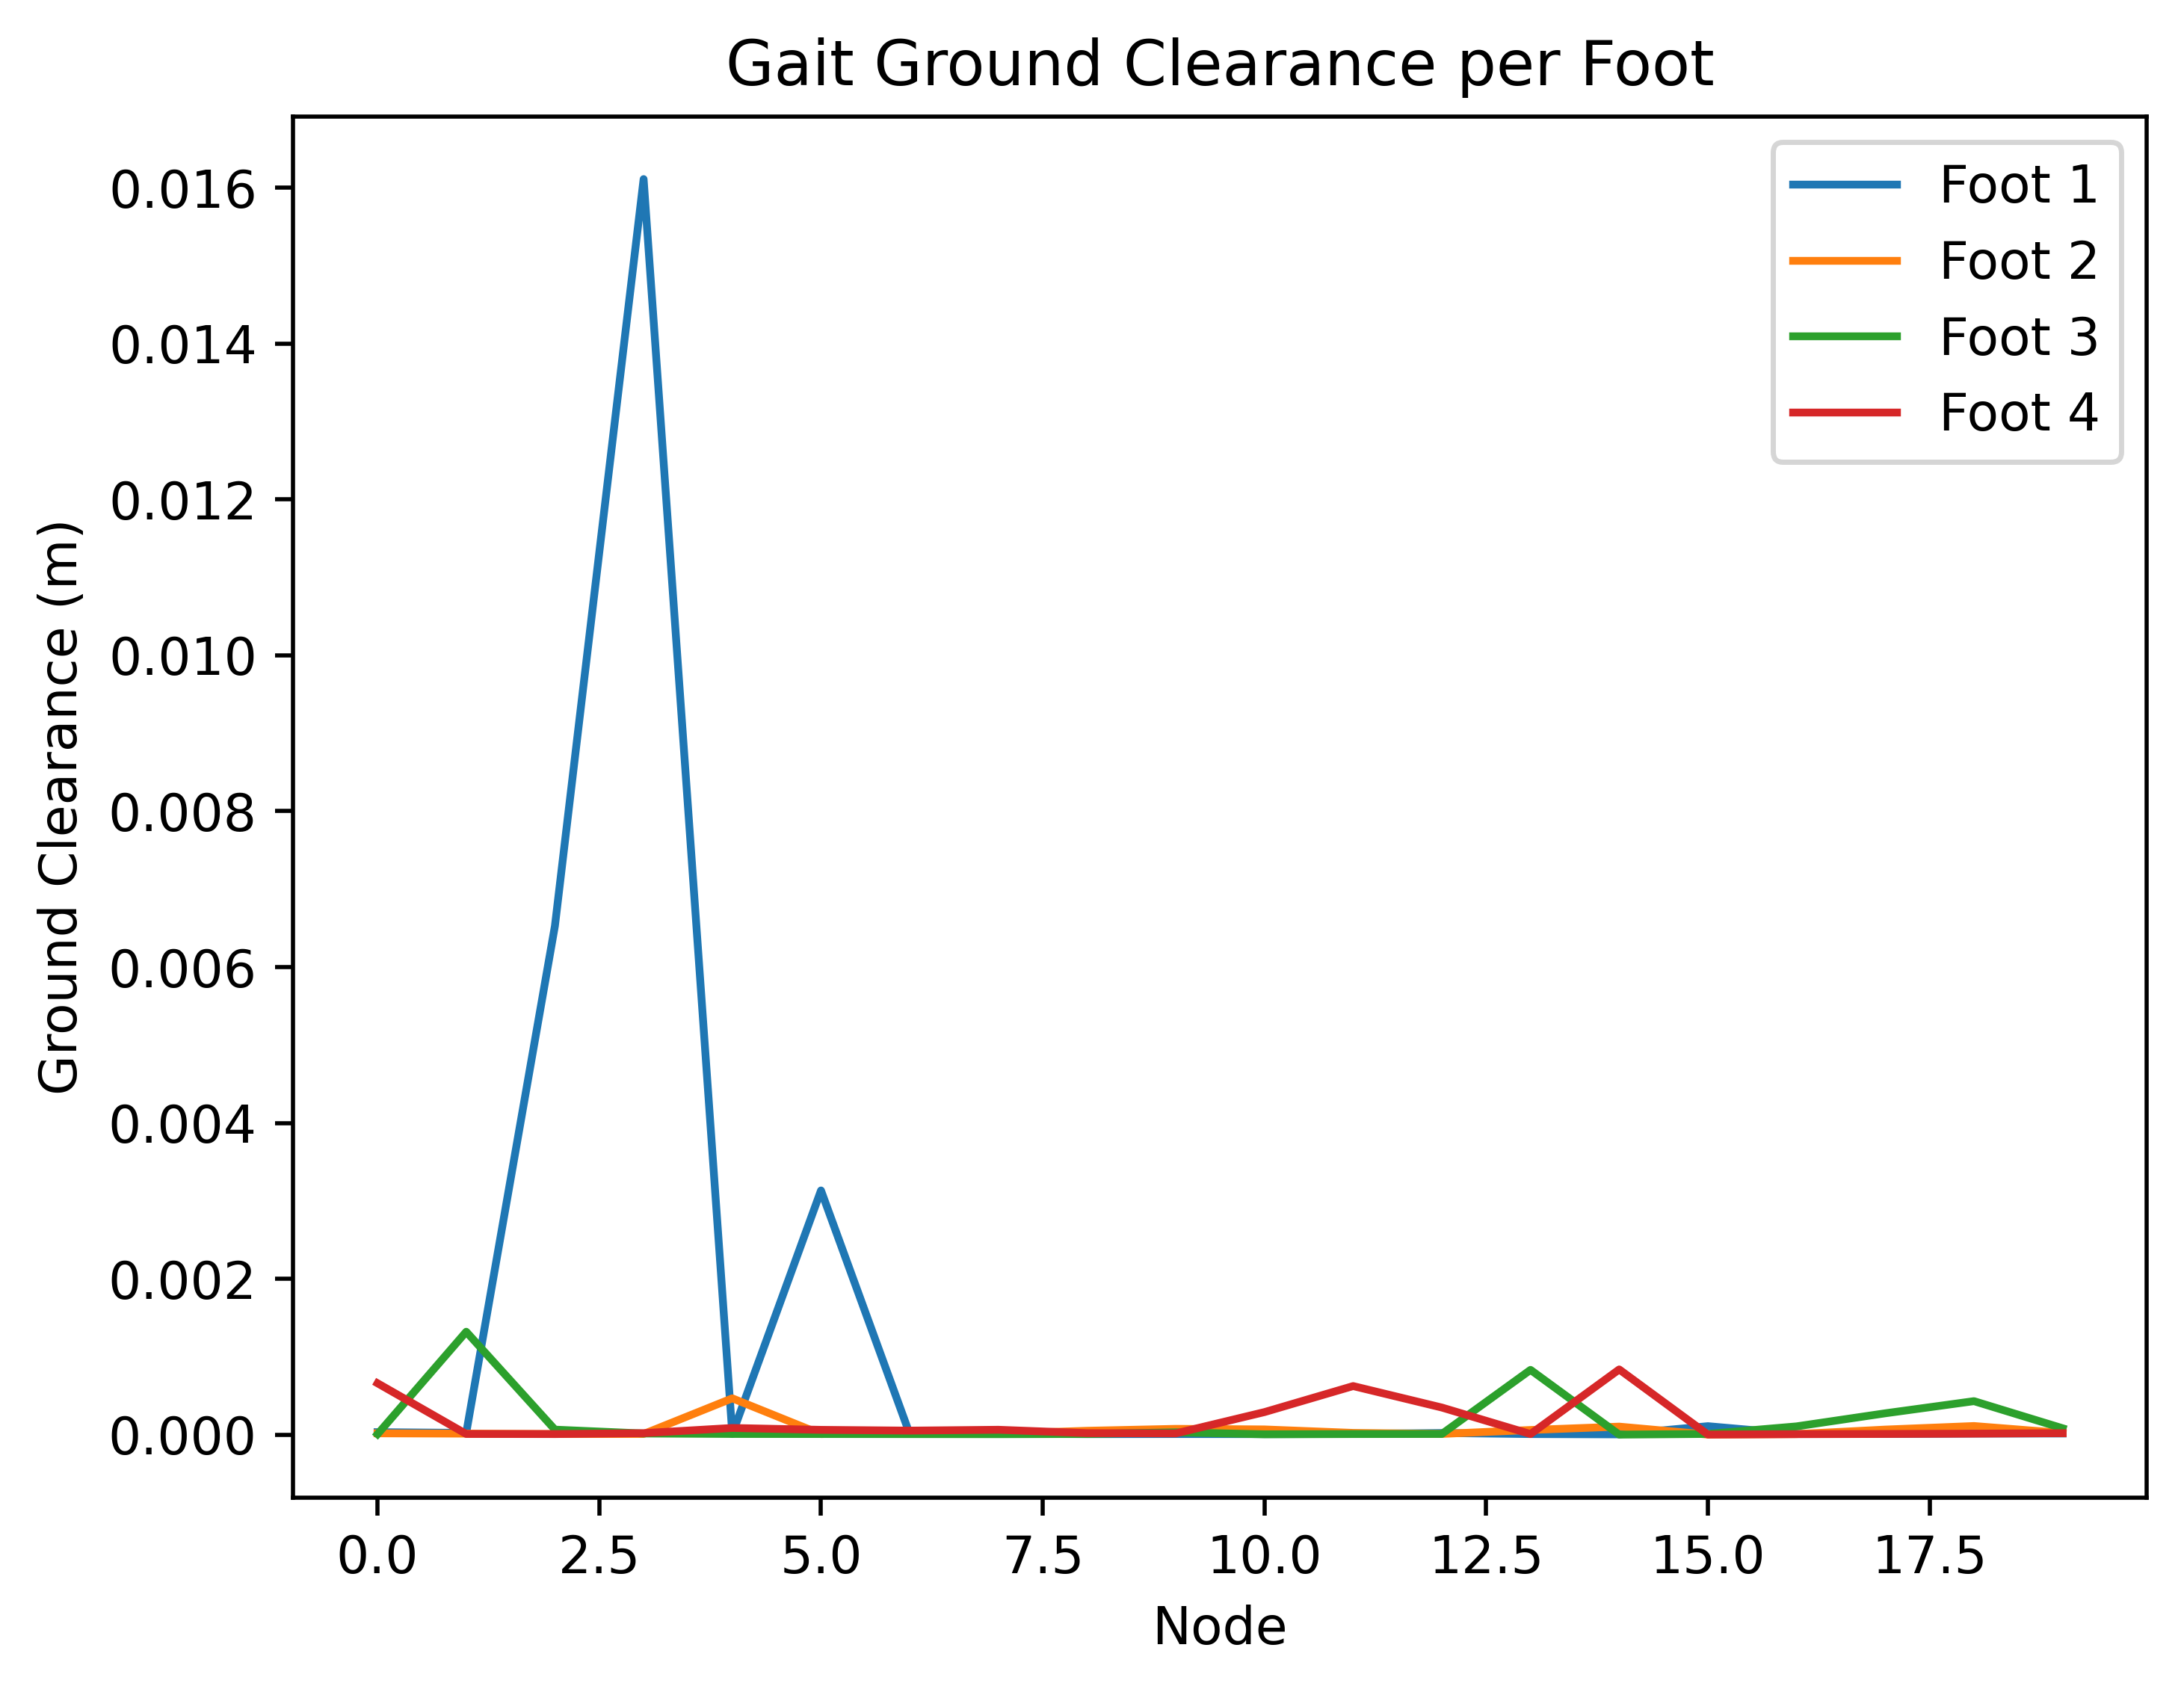 Gait Ground Clearance per Foot
Foot 1
Foot 2
Foot 3
Foot 4
Ground Clearance (m)
0.016
0.014
0.012
0.010
0.008
0.006
0.004
0.002
0.000
0.0 2.5 5.0 7.5 10.0 12.5 15.0 17.5
Node